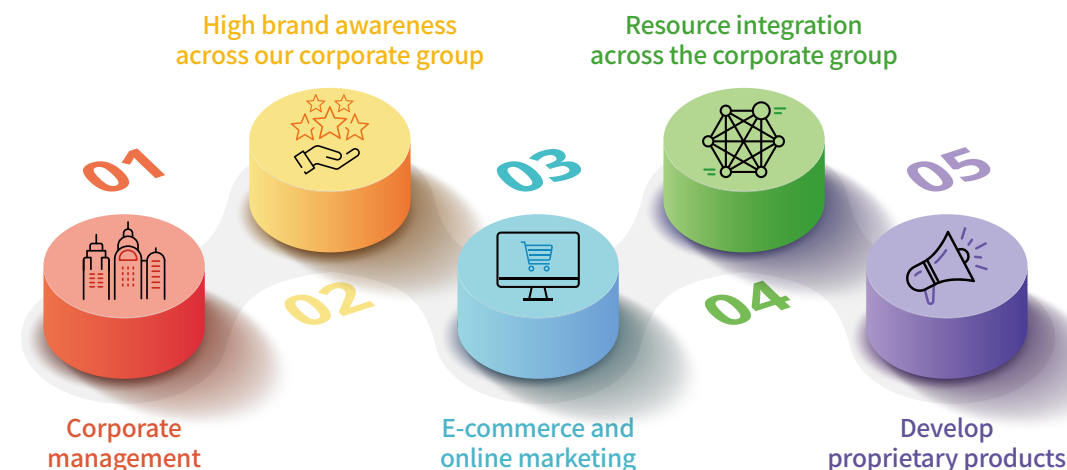 High brand awareness
across our corporate group
Resource integration
across the corporate group
01
03
05
02
04
Corporate
management
E-commerce and
online marketing
Develop
proprietary products